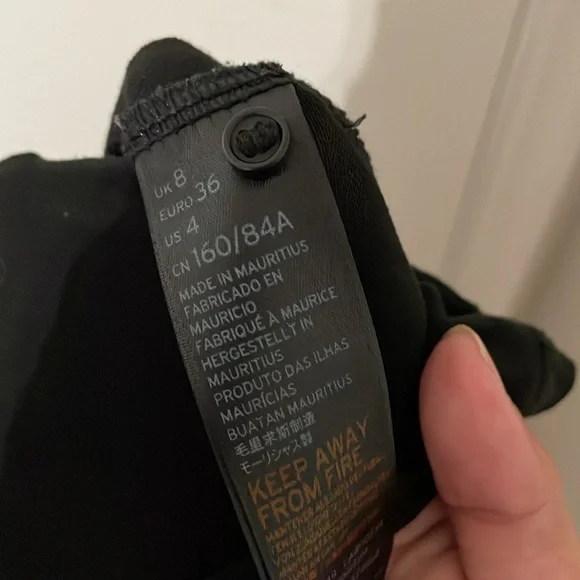 UK 8
EURO 36
US 4
CN 160/84A
MADE IN MAURITIUS
FABRICADO EN
MAURICIO
FABRIQUÉ À MAURICE
HERGESTELLT IN
MAURITIUS
PRODUTO DAS ILHAS
MAURÍCIAS
BUATAN MAURITIUS
毛里求斯制造
モーリシャス製
KEEP AWAY
FROM FIRE